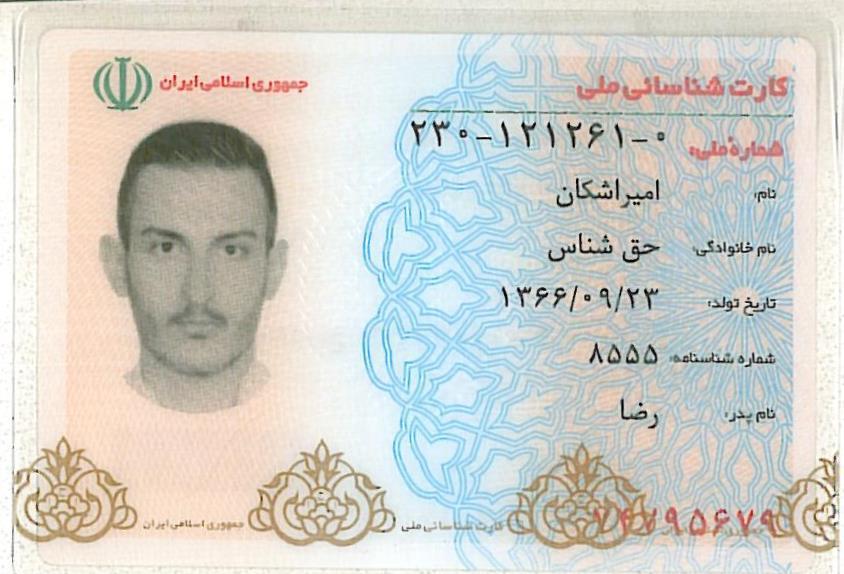 کارت شناسائی ملی
جمهوری اسلامی ایران
شمارهٔ ملی: ۲۳۰-۱۲۱۲۶۱-۰
نام: امیراشکان
نام خانوادگی: حق شناس
تاریخ تولد: ۱۳۶۶/۰۹/۲۳
شماره شناسنامه: ۸۵۵۵
نام پدر: رضا
کارت شناسائی ملی
جمهوری اسلامی ایران